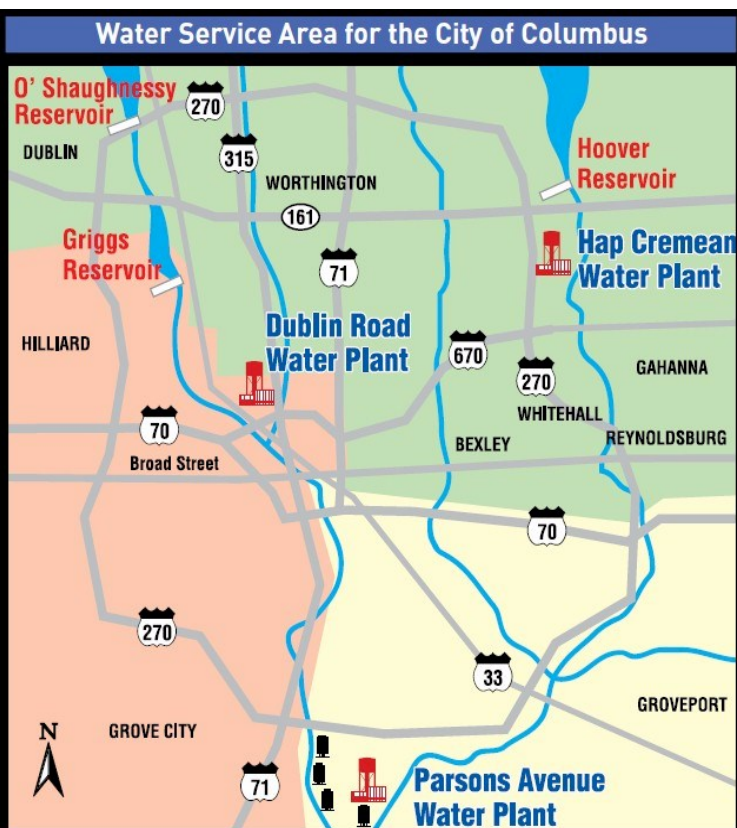 Water Service Area for the City of Columbus
O' Shaughnessy
Reservoir
270
DUBLIN
315
WORTHINGTON
Hoover
Reservoir
161
Griggs
Reservoir
71
Hap Cremean
Water Plant
Dublin Road
Water Plant
HILLIARD
670
GAHANNA
270
WHITEHALL
70
BEXLEY
REYNOLDSBURG
Broad Street
70
270
33
GROVEPORT
N
GROVE CITY
71
Parsons Avenue
Water Plant